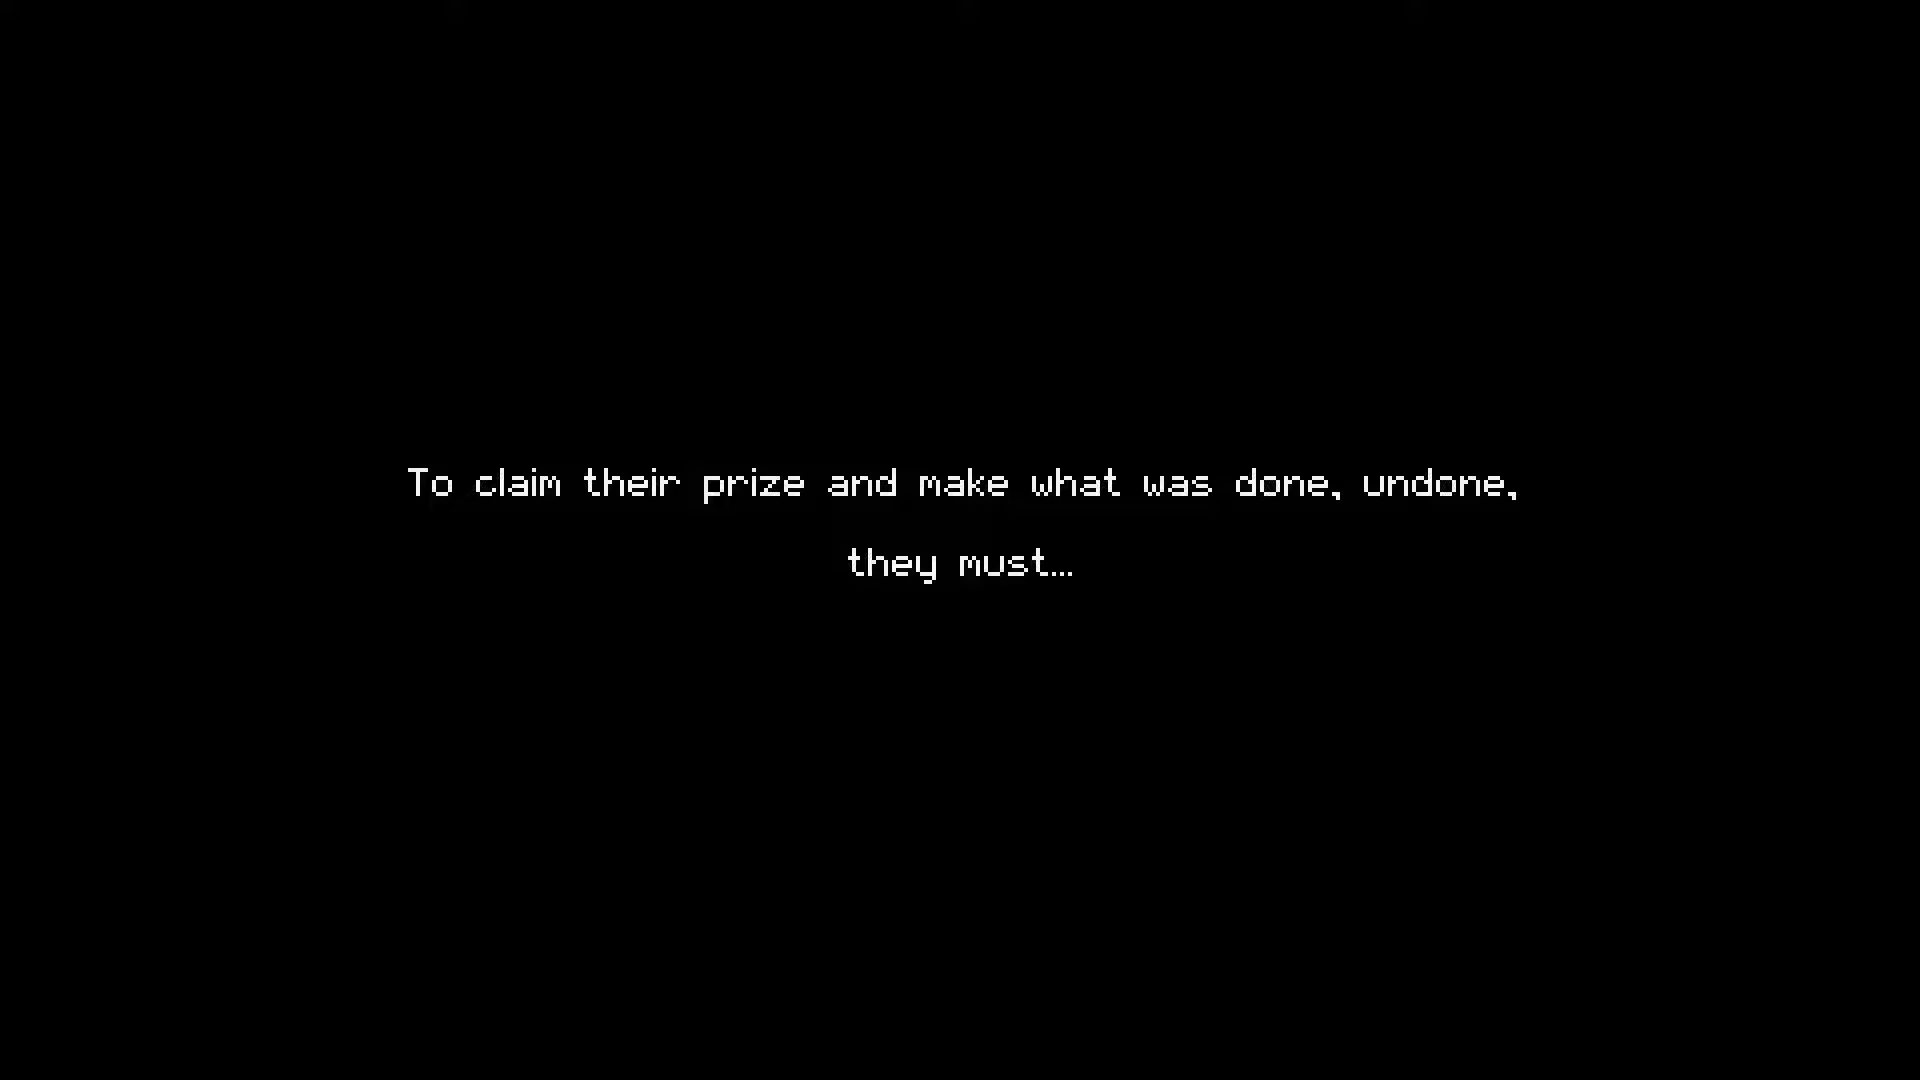 To claim their prize and make what was done, undone,
they must...